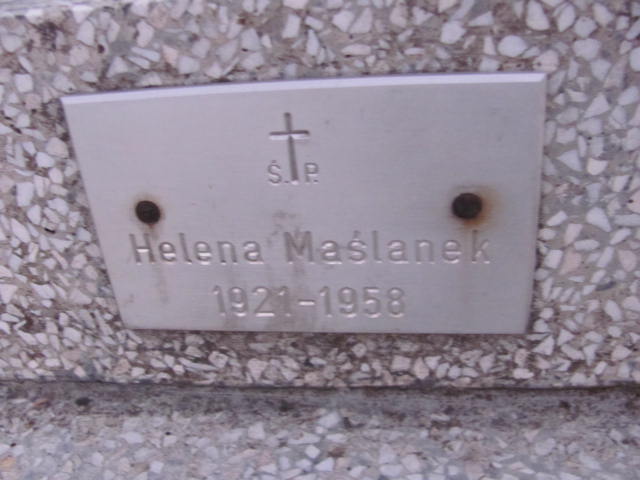 Ś. P.
Helena Maślanek
1921-1958